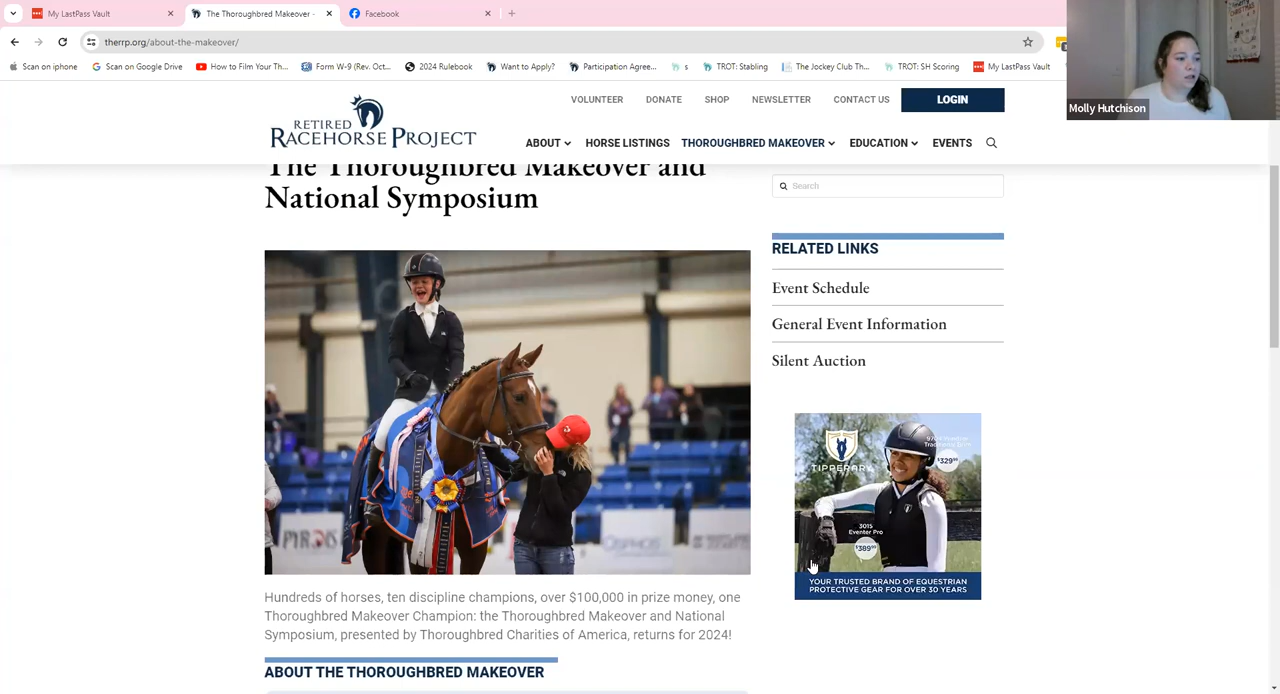 My LastPass Vault
The Thoroughbred Makeover -
Facebook
therrp.org/about-the-makeover/
Scan on iphone
Scan on Google Drive
How to Film Your Th...
Form W-9 (Rev. Oct...
2024 Rulebook
Want to Apply?
Participation Agree...
s
TROT: Stabling
The Jockey Club Th...
TROT: SH Scoring
My LastPass Vault
Molly Hutchison
VOLUNTEER
DONATE
SHOP
NEWSLETTER
CONTACT US
LOGIN
RETIRED
RACEHORSE PROJECT
ABOUT
HORSE LISTINGS
THOROUGHBRED MAKEOVER
EDUCATION
EVENTS
The Thoroughbred Makeover and
National Symposium
Search
RELATED LINKS
Event Schedule
General Event Information
Silent Auction
TIPPERARY
$329⁹⁹
3015
Eventer Pro
$389⁹⁹
YOUR TRUSTED BRAND OF EQUESTRIAN
PROTECTIVE GEAR FOR OVER 30 YEARS
Hundreds of horses, ten discipline champions, over $100,000 in prize money, one
Thoroughbred Makeover Champion: the Thoroughbred Makeover and National
Symposium, presented by Thoroughbred Charities of America, returns for 2024!
ABOUT THE THOROUGHBRED MAKEOVER